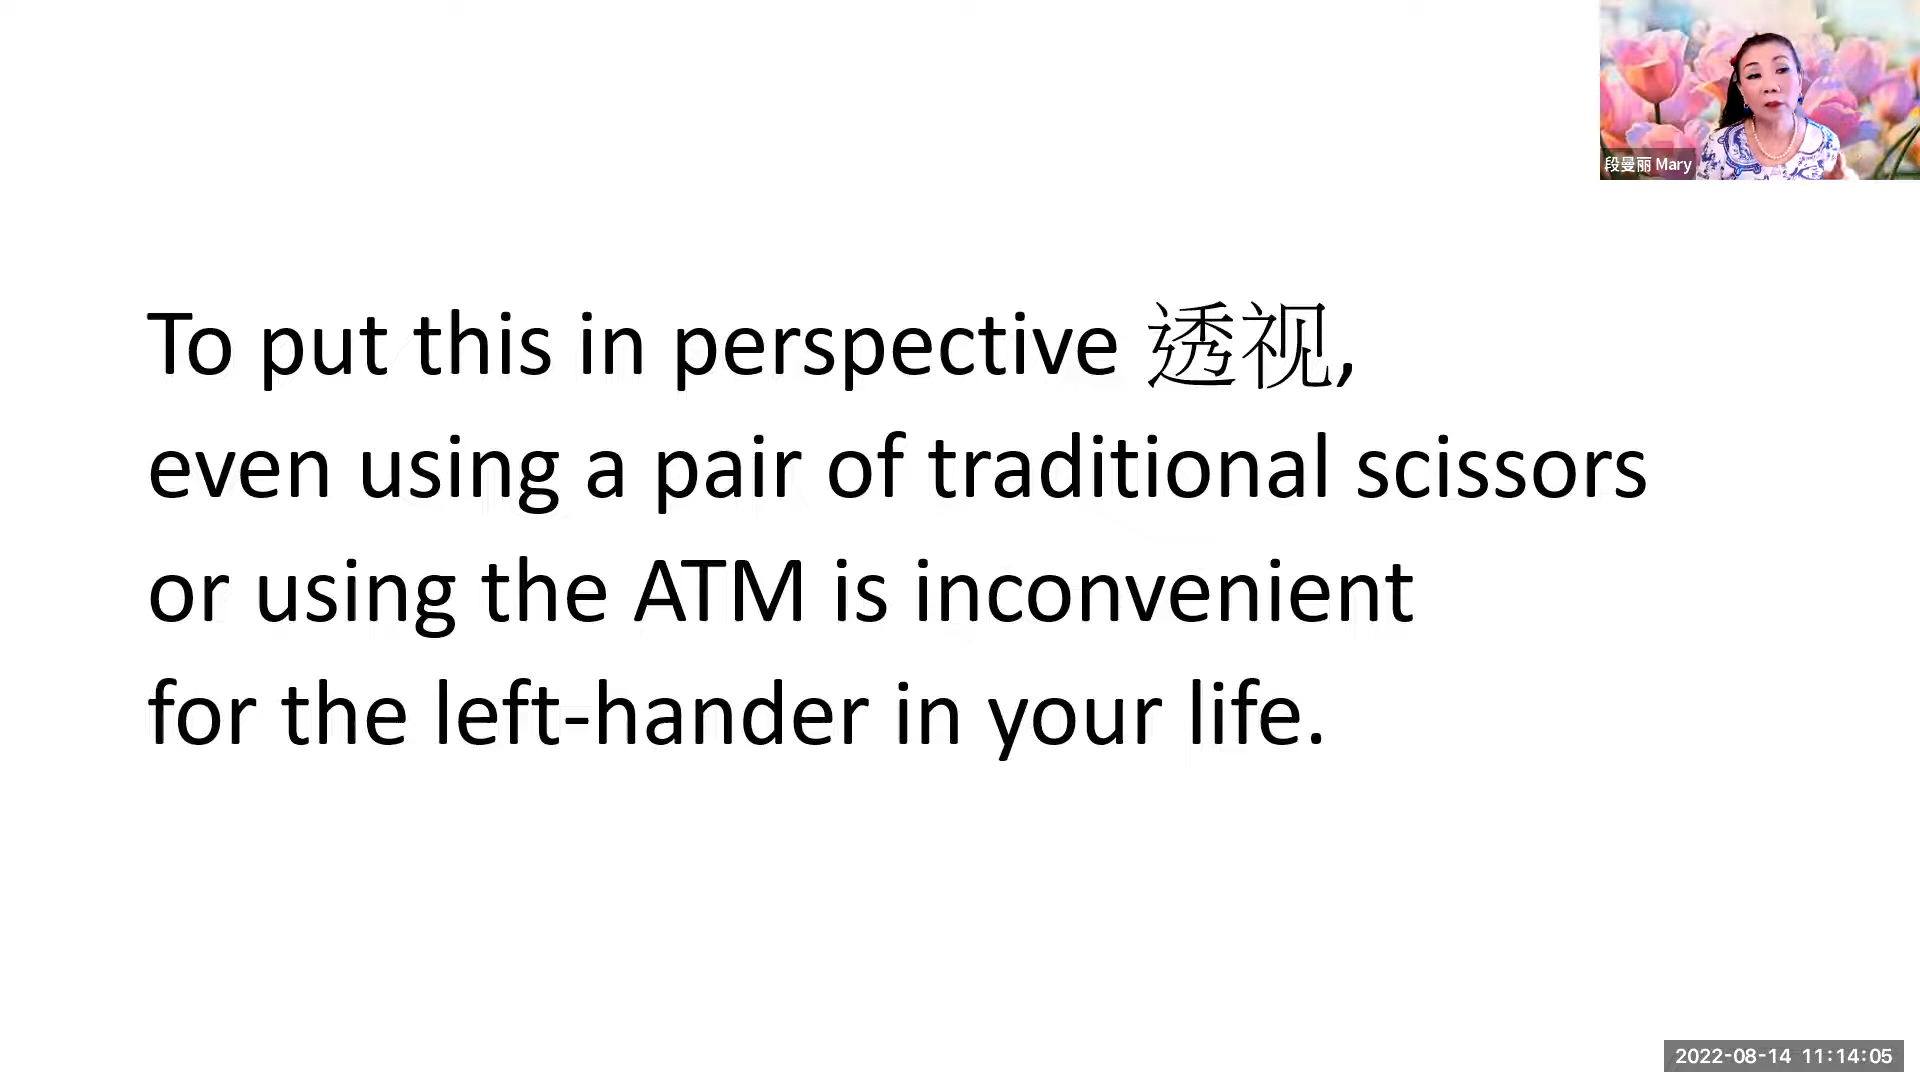 段曼丽 Mary
To put this in perspective 透视,
even using a pair of traditional scissors
or using the ATM is inconvenient
for the left-hander in your life.
2022-08-14 11:14:05